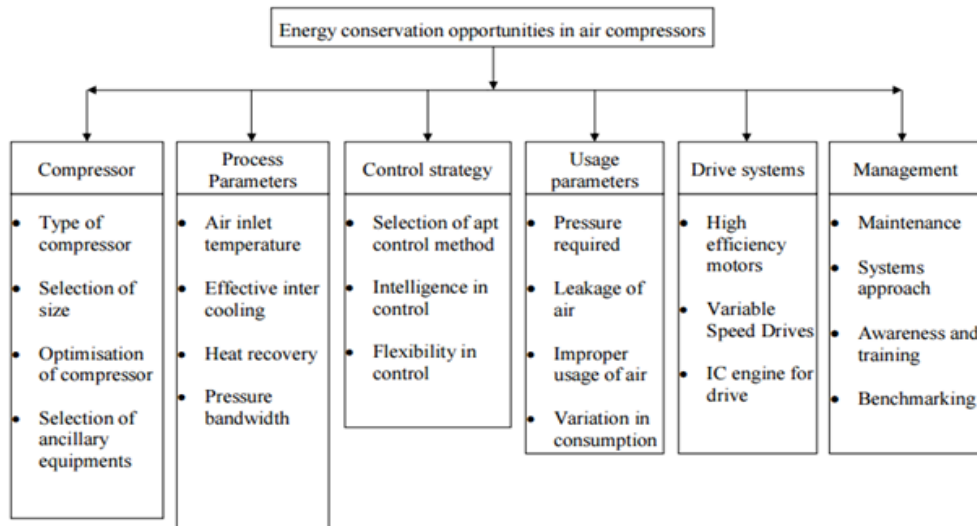 Energy conservation opportunities in air compressors
Compressor
• Type of
compressor
• Selection of
size
• Optimisation
of compressor
• Selection of
ancillary
equipments
Process
Parameters
• Air inlet
temperature
• Effective inter
cooling
• Heat recovery
• Pressure
bandwidth
Control strategy
• Selection of apt
control method
• Intelligence in
control
• Flexibility in
control
Usage
parameters
• Pressure
required
• Leakage of
air
• Improper
usage of air
• Variation in
consumption
Drive systems
• High
efficiency
motors
• Variable
Speed Drives
• IC engine for
drive
Management
• Maintenance
• Systems
approach
• Awareness and
training
• Benchmarking